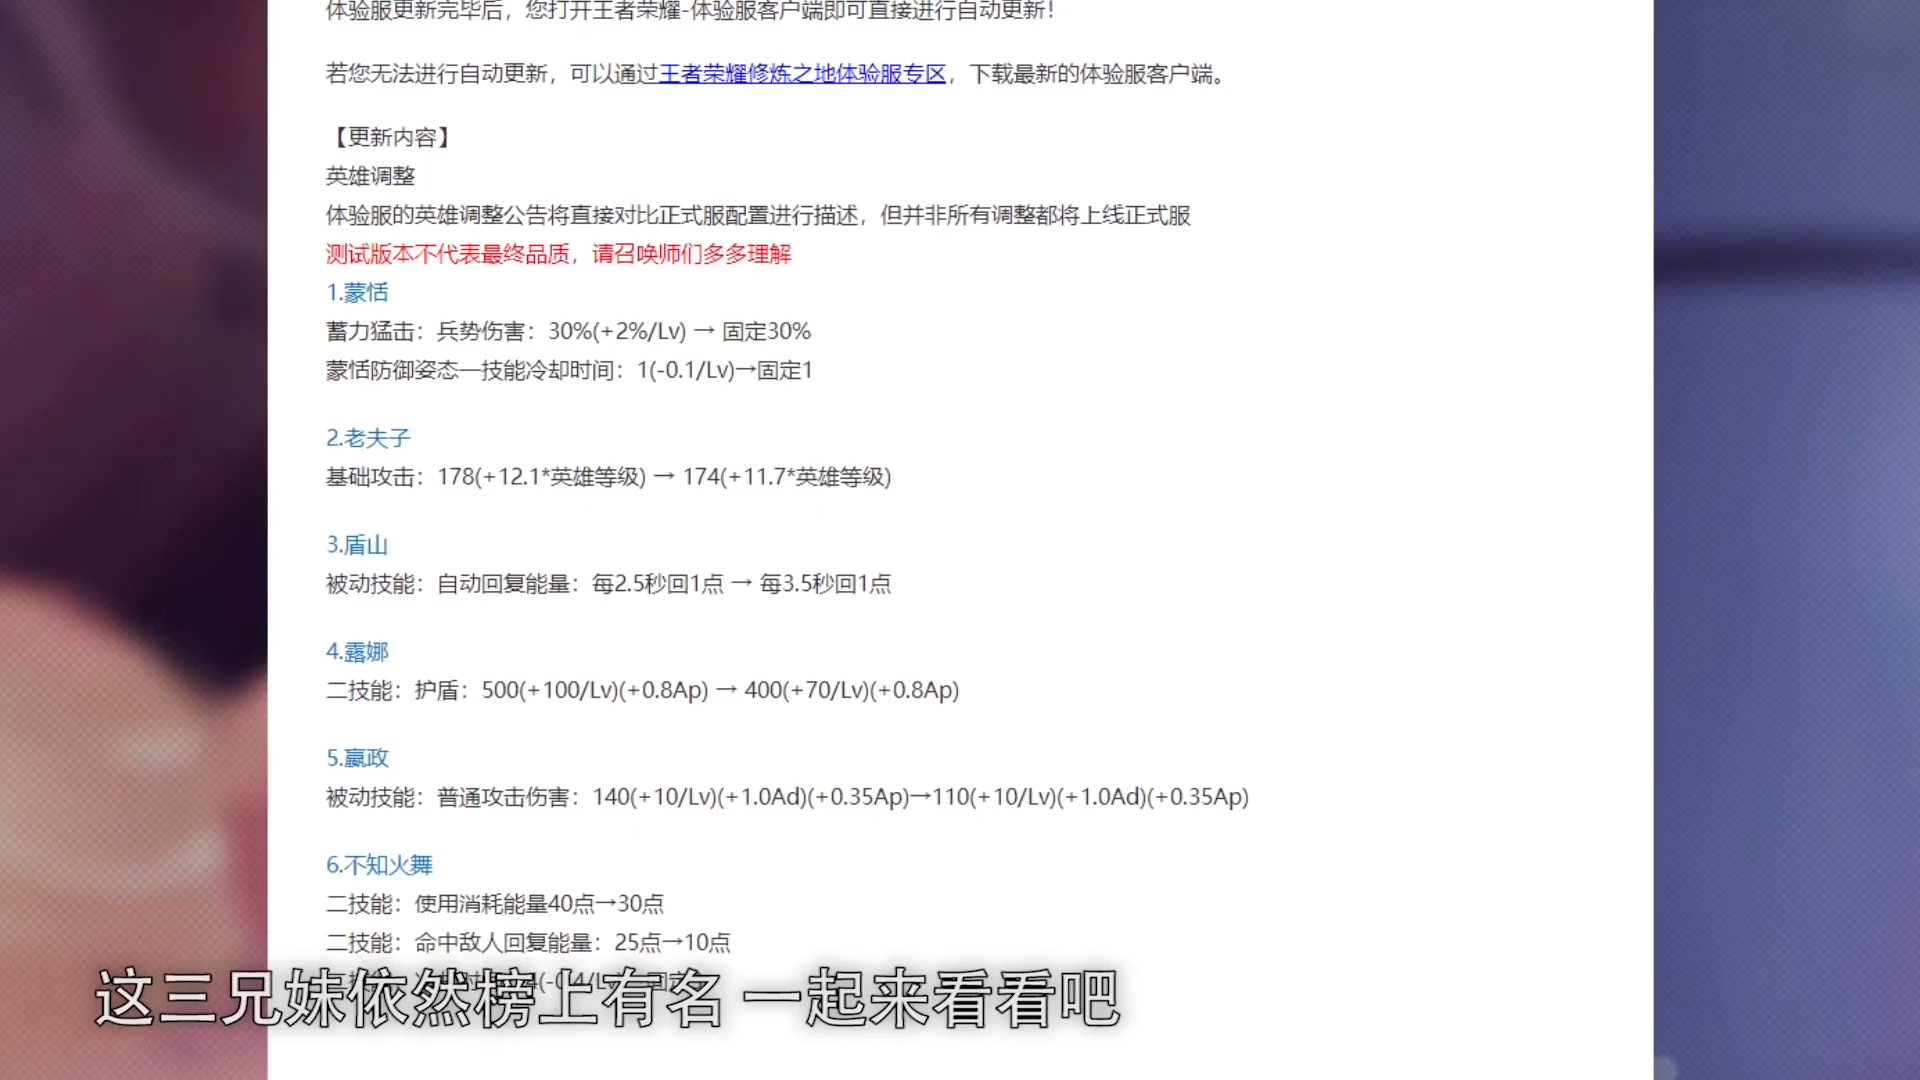 体验服更新完毕后，您打开王者荣耀-体验服客户端即可直接进行自动更新！
若您无法进行自动更新，可以通过王者荣耀修炼之地体验服专区，下载最新的体验服客户端。
【更新内容】
英雄调整
体验服的英雄调整公告将直接对比正式服配置进行描述，但并非所有调整都将上线正式服
测试版本不代表最终品质，请召唤师们多多理解
1.蒙恬
蓄力猛击：兵势伤害：30%(+2%/Lv) → 固定30%
蒙恬防御姿态一技能冷却时间：1(-0.1/Lv)→固定1
2.老夫子
基础攻击：178(+12.1*英雄等级) → 174(+11.7*英雄等级)
3.盾山
被动技能：自动回复能量：每2.5秒回1点 → 每3.5秒回1点
4.露娜
二技能：护盾：500(+100/Lv)(+0.8Ap) → 400(+70/Lv)(+0.8Ap)
5.嬴政
被动技能：普通攻击伤害：140(+10/Lv)(+1.0Ad)(+0.35Ap)→110(+10/Lv)(+1.0Ad)(+0.35Ap)
6.不知火舞
二技能：使用消耗能量40点→30点
二技能：命中敌人回复能量：25点→10点
这三兄妹依然榜上有名 一起来看看吧